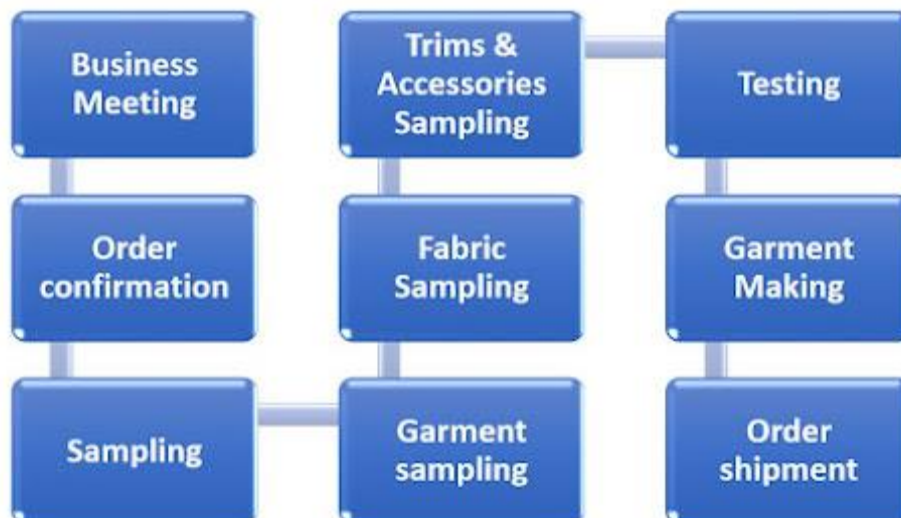 Business
Meeting
Order
confirmation
Sampling
Garment
sampling
Fabric
Sampling
Trims &
Accessories
Sampling
Testing
Garment
Making
Order
shipment